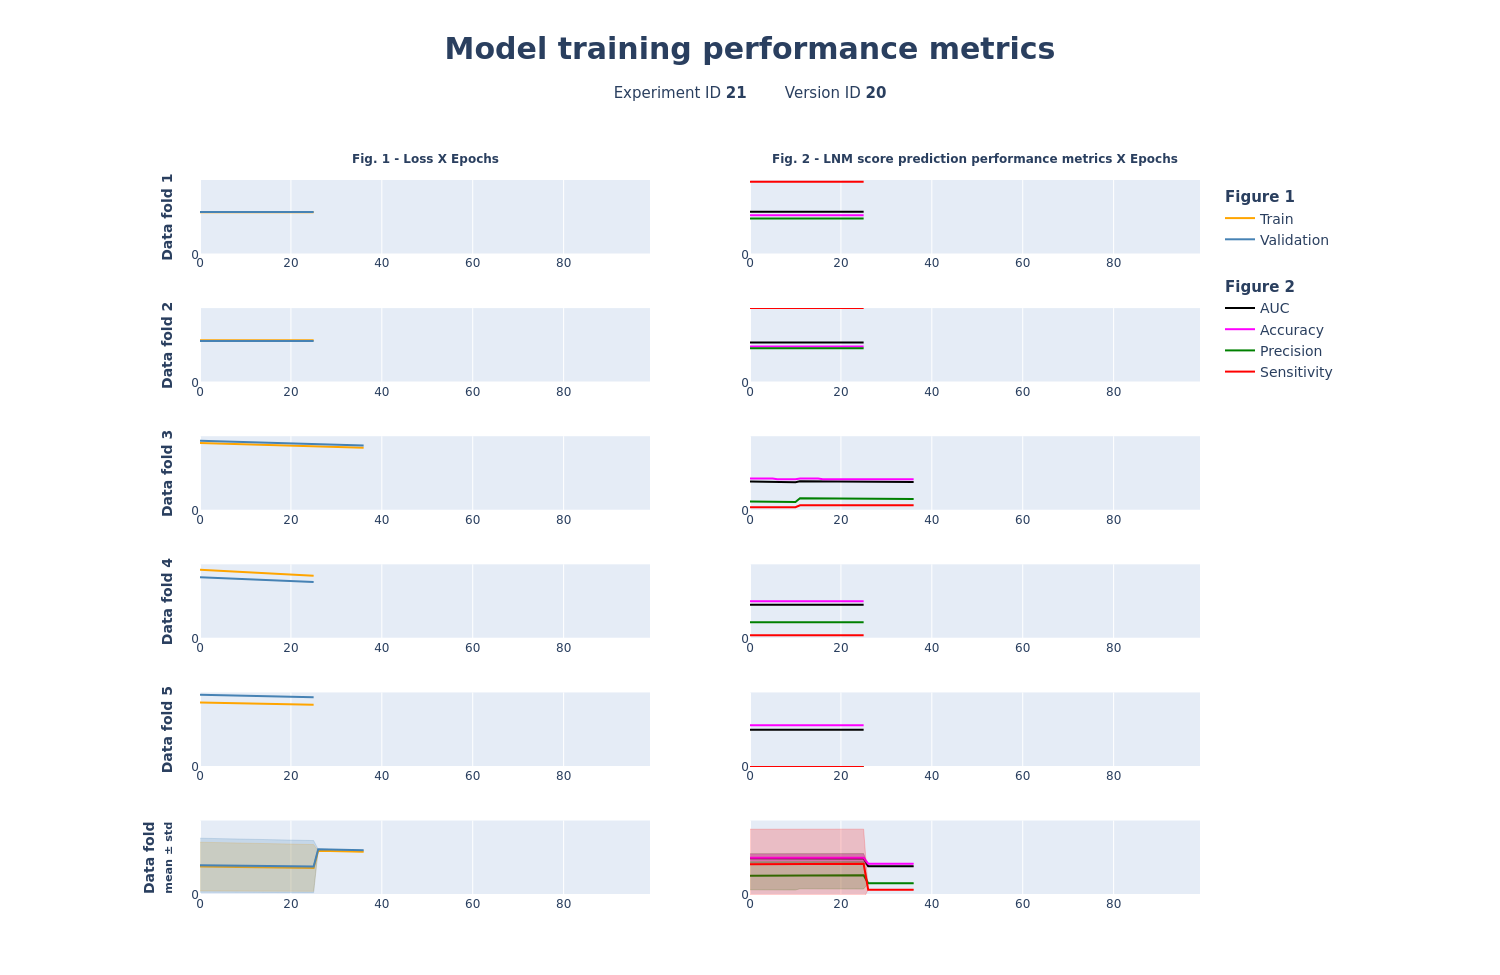 Model training performance metrics
Experiment ID 21 Version ID 20
Fig. 1 - Loss X Epochs
Fig. 2 - LNM score prediction performance metrics X Epochs
Data fold 1
0
0 20 40 60 80
0
0 20 40 60 80
Figure 1
Train
Validation
Figure 2
AUC
Accuracy
Precision
Sensitivity
Data fold 2
0
0 20 40 60 80
0
0 20 40 60 80
Data fold 3
0
0 20 40 60 80
0
0 20 40 60 80
Data fold 4
0
0 20 40 60 80
0
0 20 40 60 80
Data fold 5
0
0 20 40 60 80
0
0 20 40 60 80
Data fold
mean ± std
0
0 20 40 60 80
0
0 20 40 60 80